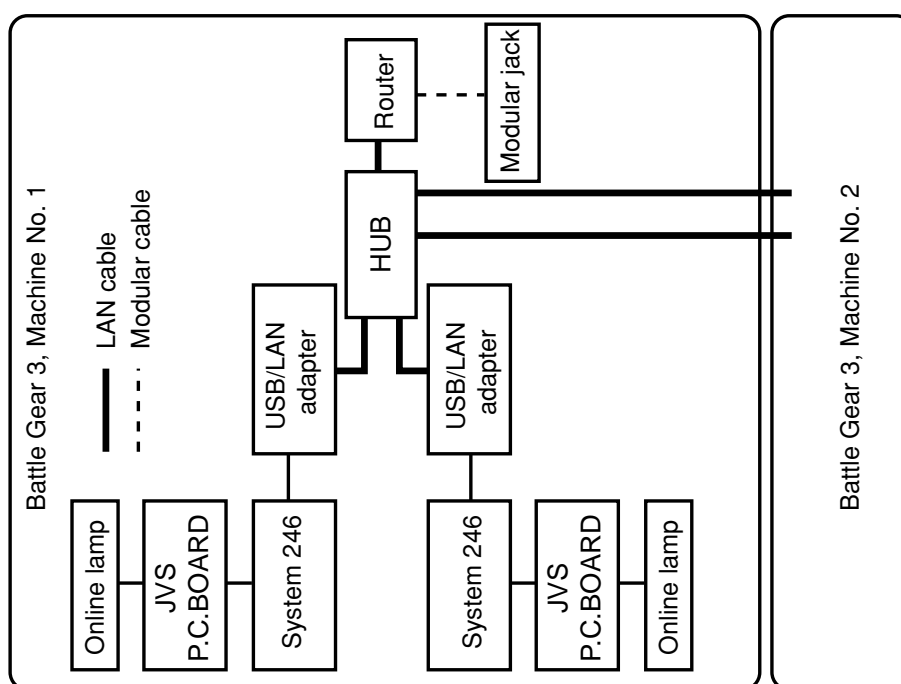 Battle Gear 3, Machine No. 1
LAN cable
Modular cable
Online lamp
JVS
P.C.BOARD
System 246
USB/LAN
adapter
HUB
Router
Modular jack
USB/LAN
adapter
System 246
JVS
P.C.BOARD
Online lamp
Battle Gear 3, Machine No. 2